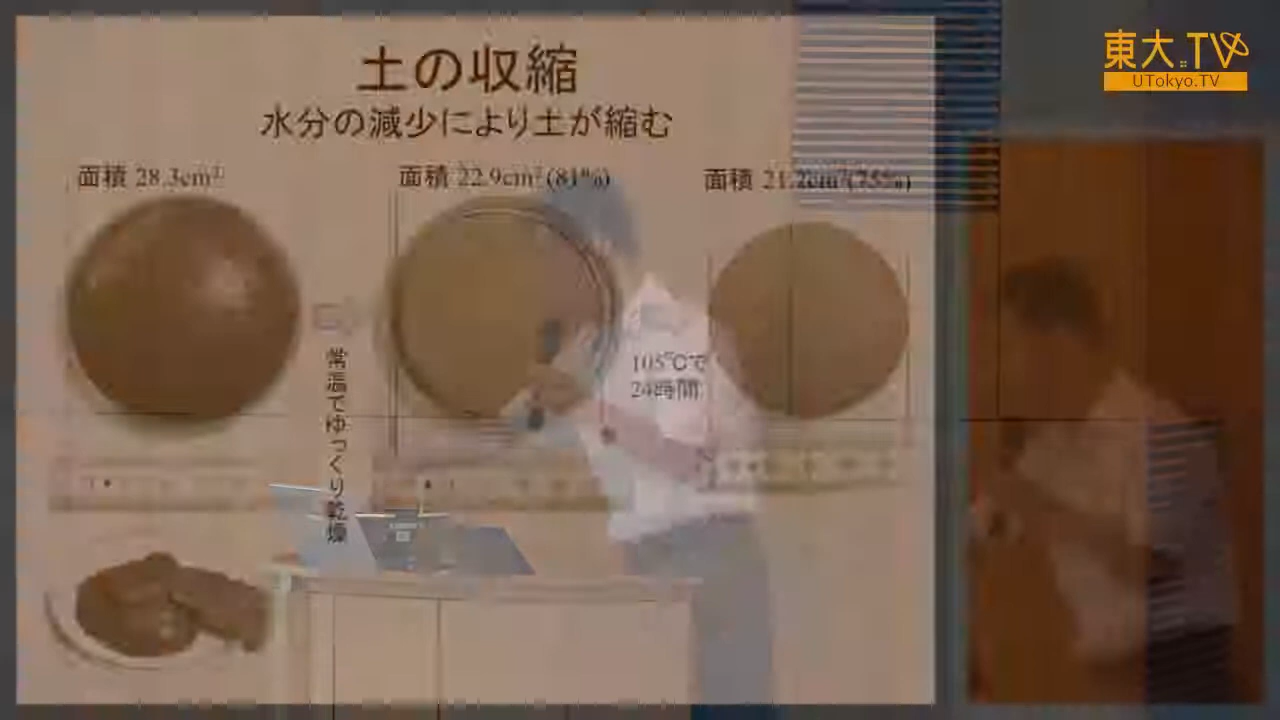 東大.TV
UTokyo.TV
土の収縮
水分の減少により土が縮む
面積 28.3cm²
面積 22.9cm² (81%)
面積 21.2cm² (75%)
常温でゆっくり乾燥
105℃で
24時間